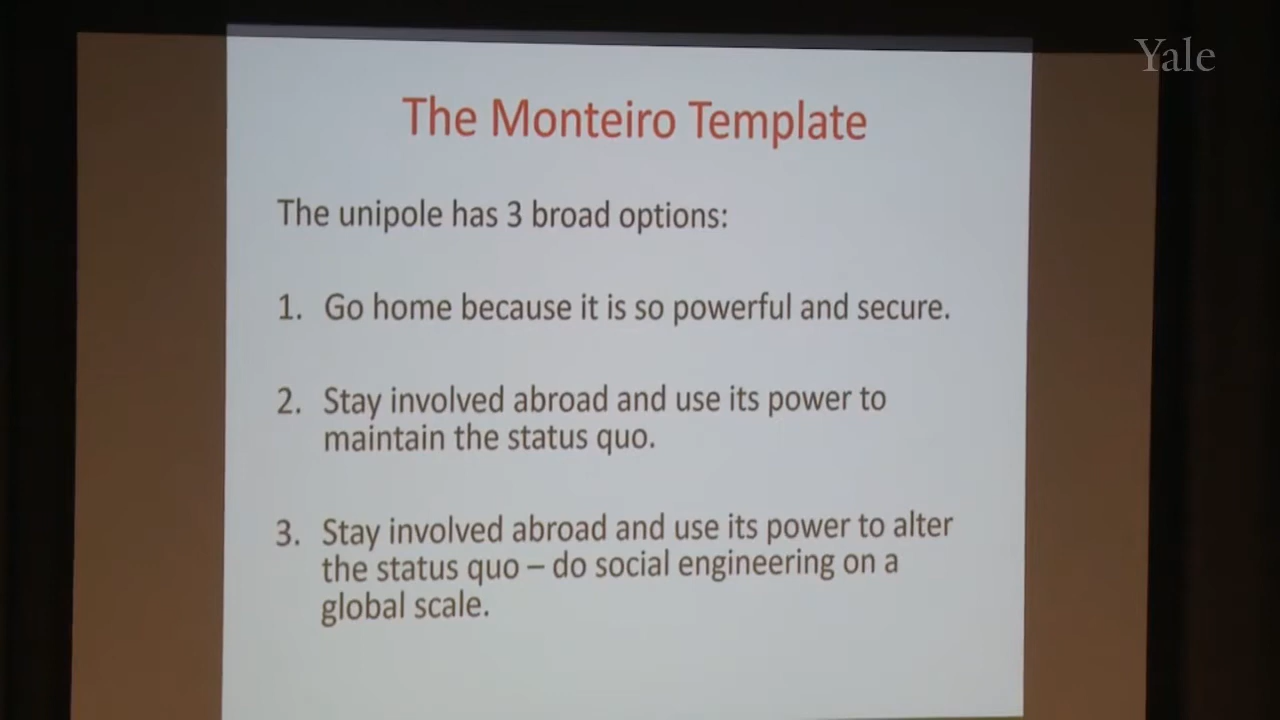 Yale
The Monteiro Template
The unipole has 3 broad options:
1. Go home because it is so powerful and secure.
2. Stay involved abroad and use its power to
maintain the status quo.
3. Stay involved abroad and use its power to alter
the status quo – do social engineering on a
global scale.